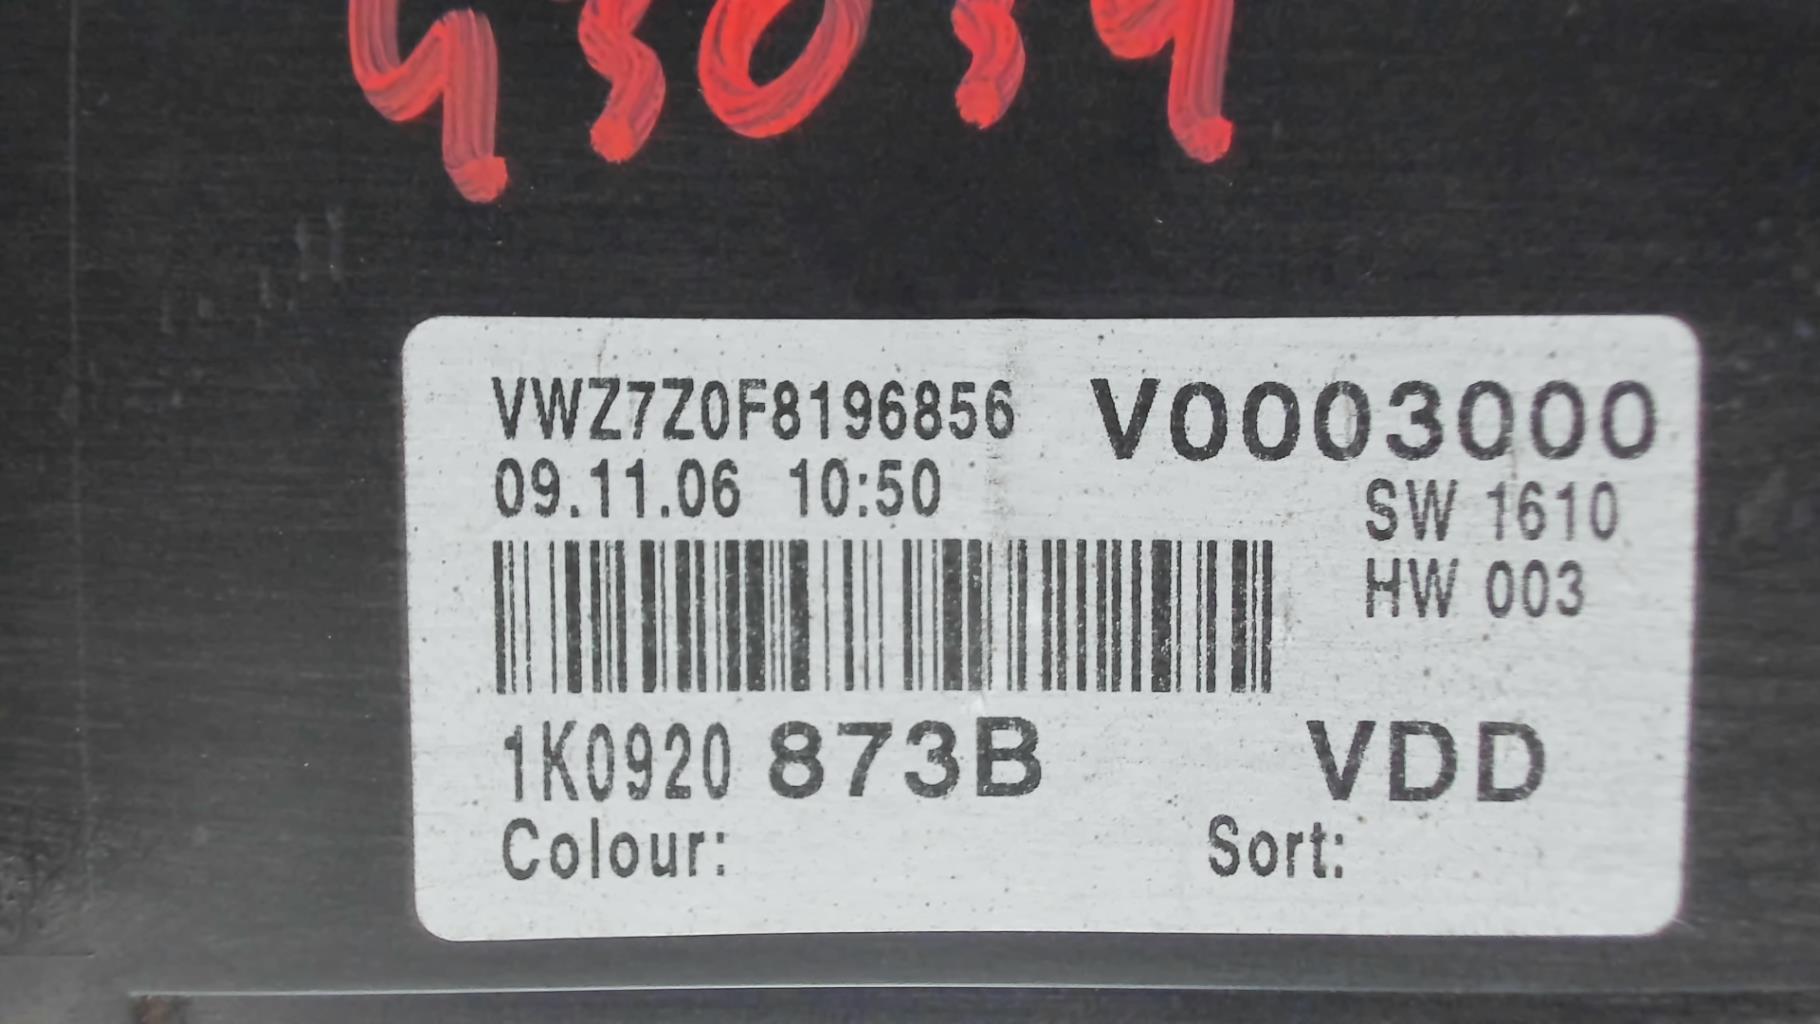 VWZ7Z0F8196856 V0003000
09.11.06 10:50 SW 1610
HW 003
1K0920 873B VDD
Colour: Sort: